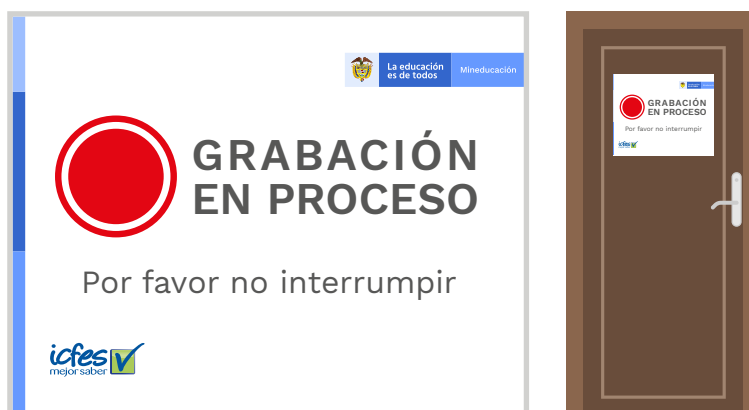 La educación
es de todos
Mineducación
GRABACIÓN
EN PROCESO
Por favor no interrumpir
icfes
mejor saber
GRABACIÓN
EN PROCESO
Por favor no interrumpir
icfes